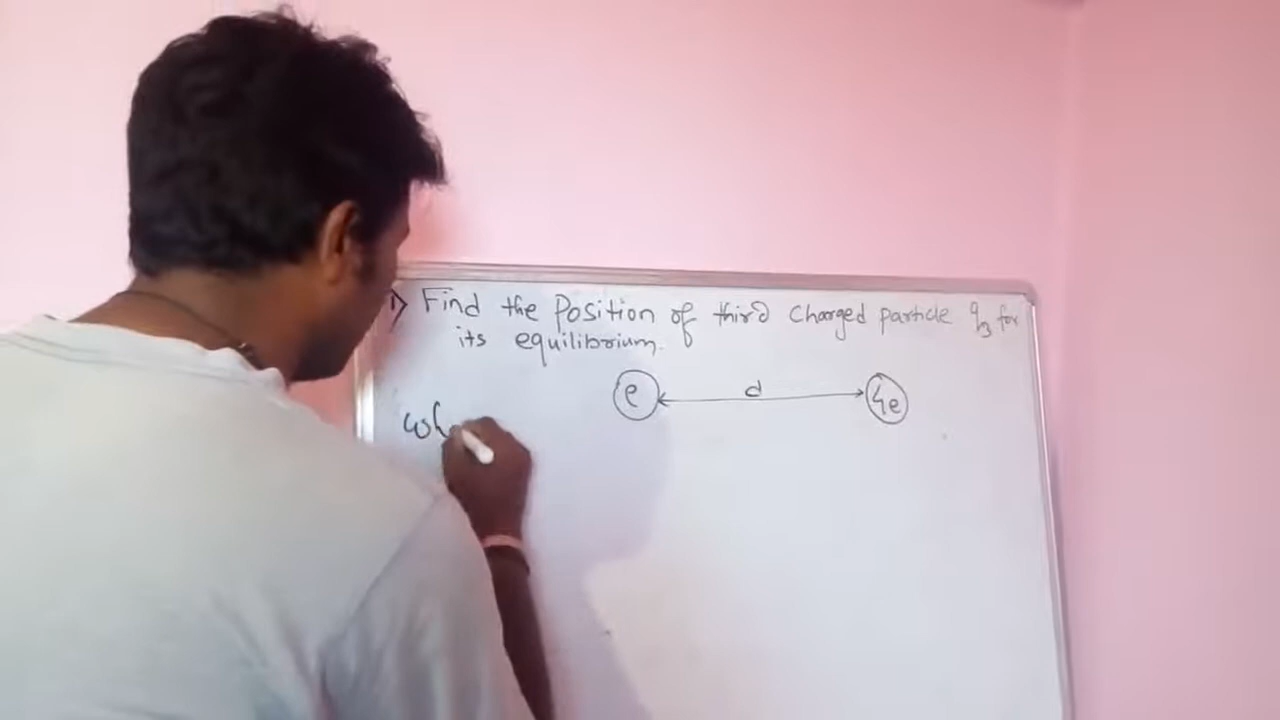 1> Find the Position of third charged particle q3 for
its equilibrium.
e d 4e
wh